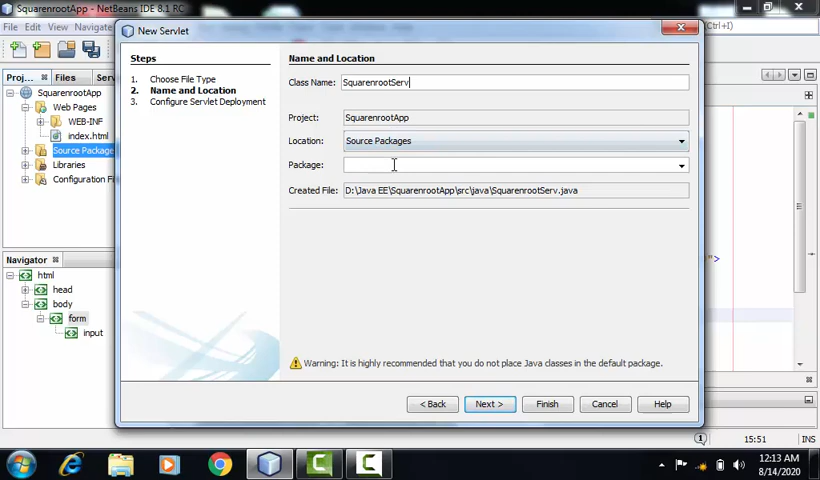 SquarenrootApp - NetBeans IDE 8.1 RC
File Edit View Navigate
New Servlet
Steps
1. Choose File Type
2. Name and Location
3. Configure Servlet Deployment
Name and Location
Class Name: SquarenrootServ
Project: SquarenrootApp
Location: Source Packages
Package:
Created File: D:\Java EE\SquarenrootApp\src\java\SquarenrootServ.java
Warning: It is highly recommended that you do not place Java classes in the default package.
< Back Next > Finish Cancel Help
Proj... Files Serv
SquarenrootApp
Web Pages
WEB-INF
index.html
Source Package
Libraries
Configuration Fi
Navigator
html
head
body
form
input
+I)
">
1
15:51 INS
12:13 AM
8/14/2020